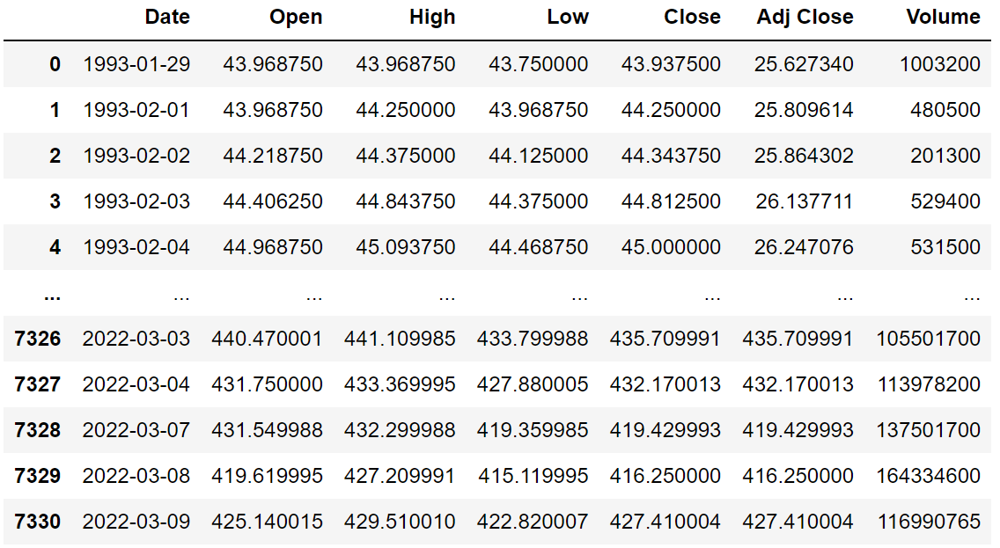 Date Open High Low Close Adj Close Volume
0 1993-01-29 43.968750 43.968750 43.750000 43.937500 25.627340 1003200
1 1993-02-01 43.968750 44.250000 43.968750 44.250000 25.809614 480500
2 1993-02-02 44.218750 44.375000 44.125000 44.343750 25.864302 201300
3 1993-02-03 44.406250 44.843750 44.375000 44.812500 26.137711 529400
4 1993-02-04 44.968750 45.093750 44.468750 45.000000 26.247076 531500
... ... ... ... ... ... ... ...
7326 2022-03-03 440.470001 441.109985 433.799988 435.709991 435.709991 105501700
7327 2022-03-04 431.750000 433.369995 427.880005 432.170013 432.170013 113978200
7328 2022-03-07 431.549988 432.299988 419.359985 419.429993 419.429993 137501700
7329 2022-03-08 419.619995 427.209991 415.119995 416.250000 416.250000 164334600
7330 2022-03-09 425.140015 429.510010 422.820007 427.410004 427.410004 116990765